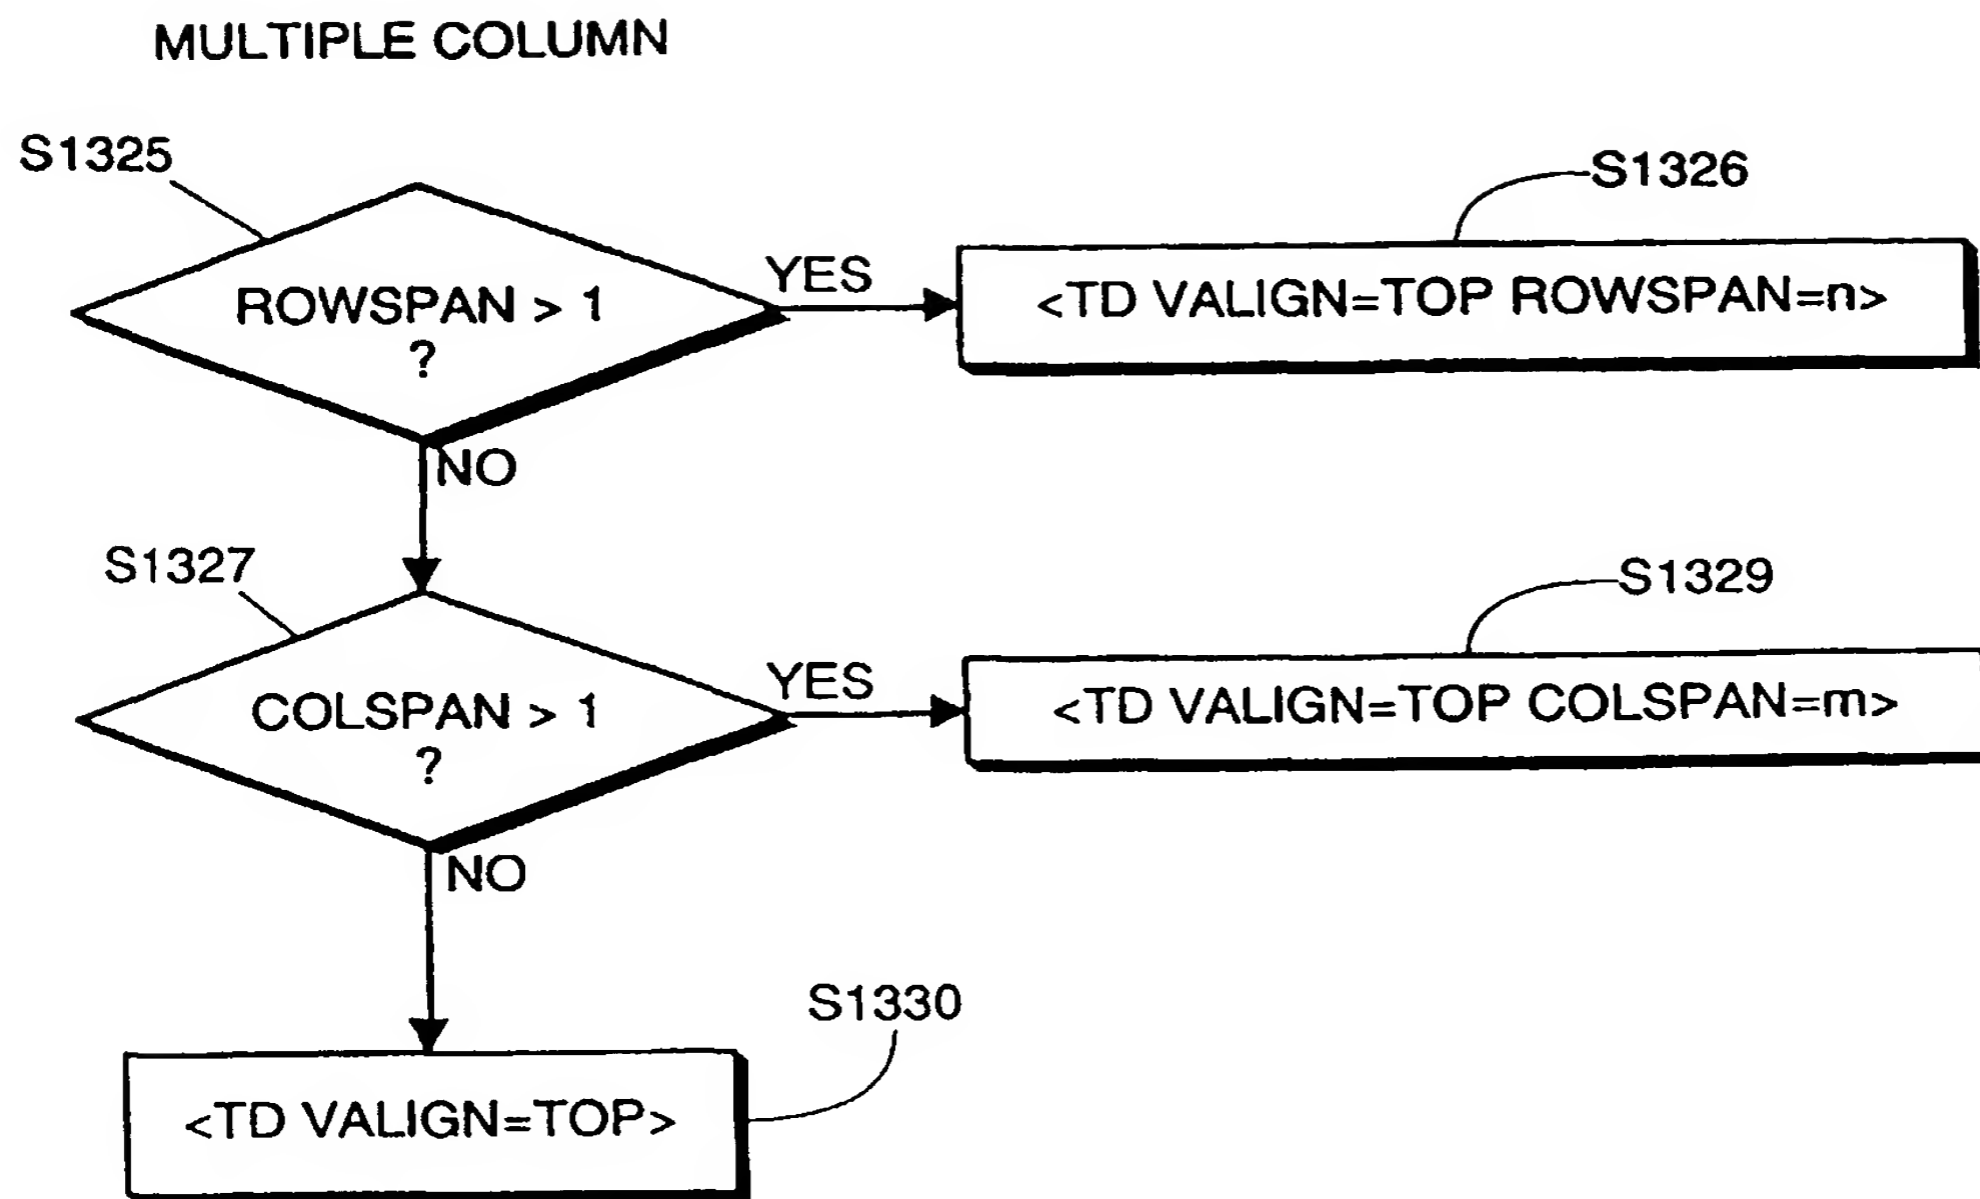 MULTIPLE COLUMN
S1325
S1326
ROWSPAN > 1
?
YES
<TD VALIGN=TOP ROWSPAN=n>
NO
S1327
S1329
COLSPAN > 1
?
YES
<TD VALIGN=TOP COLSPAN=m>
NO
S1330
<TD VALIGN=TOP>